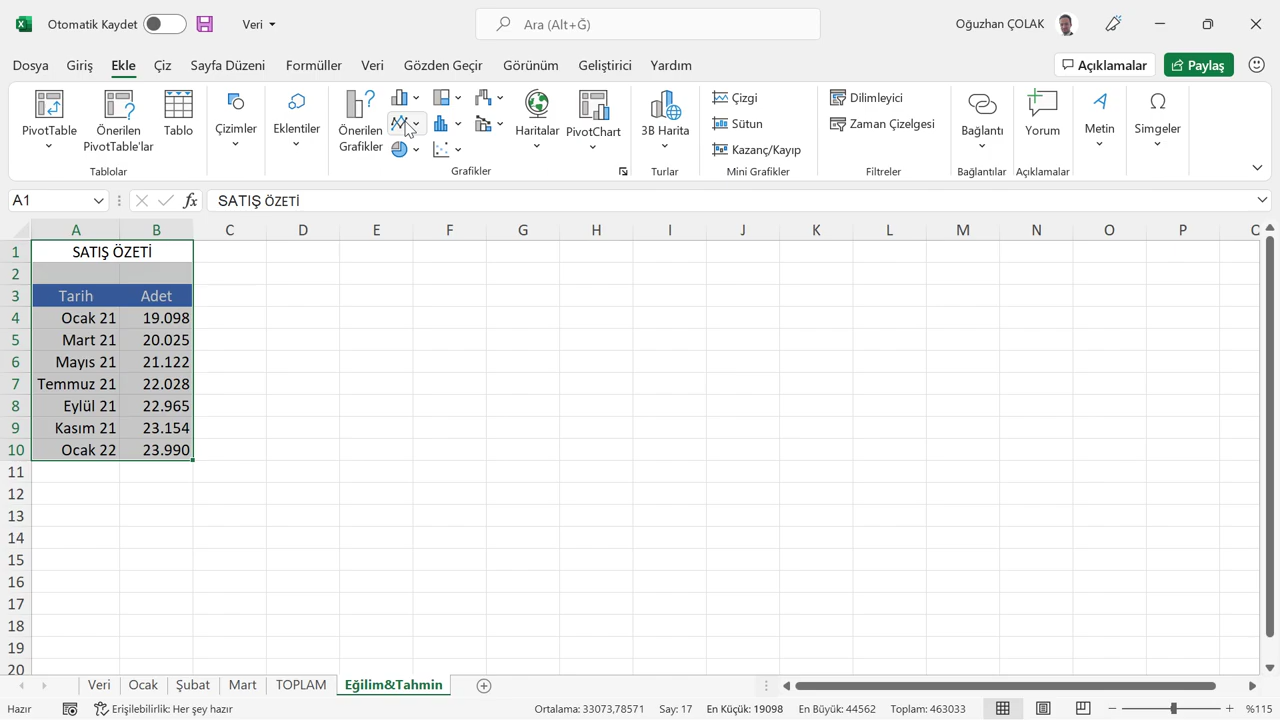 Otomatik Kaydet
Veri
Ara (Alt+Ğ)
Oğuzhan ÇOLAK
Dosya Giriş Ekle Çiz Sayfa Düzeni Formüller Veri Gözden Geçir Görünüm Geliştirici Yardım
Açıklamalar
Paylaş
PivotTable
Önerilen
PivotTable'lar
Tablo
Tablolar
Çizimler
Eklentiler
Önerilen
Grafikler
Haritalar
PivotChart
Grafikler
3B Harita
Turlar
Çizgi
Sütun
Kazanç/Kayıp
Mini Grafikler
Dilimleyici
Zaman Çizelgesi
Filtreler
Bağlantı
Bağlantılar
Yorum
Açıklamalar
Metin
Simgeler
A1
fx
SATIŞ ÖZETİ
A B C D E F G H I J K L M N O P
1 SATIŞ ÖZETİ
2
3 Tarih Adet
4 Ocak 21 19.098
5 Mart 21 20.025
6 Mayıs 21 21.122
7 Temmuz 21 22.028
8 Eylül 21 22.965
9 Kasım 21 23.154
10 Ocak 22 23.990
11
12
13
14
15
16
17
18
19
20
Veri Ocak Şubat Mart TOPLAM Eğilim&Tahmin
Hazır
Erişilebilirlik: Her şey hazır
Ortalama: 33073,78571 Say: 17 En Küçük: 19098 En Büyük: 44562 Toplam: 463033
%115